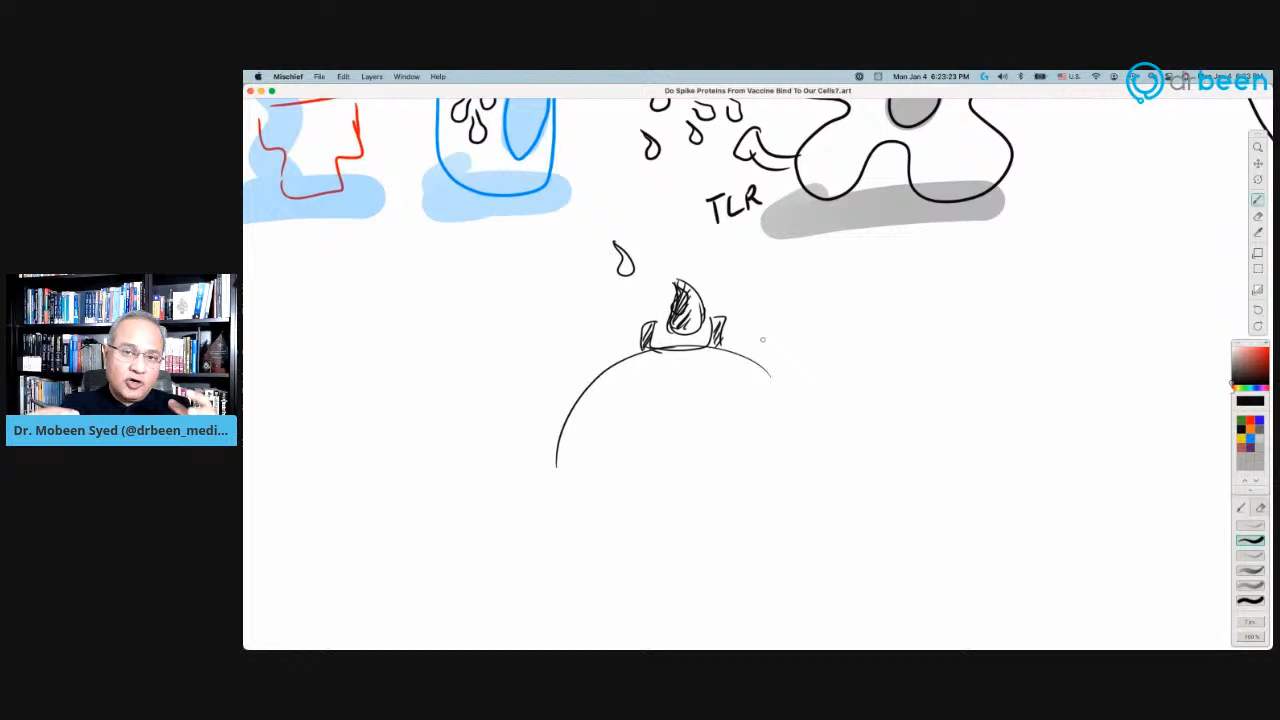 Mischief File Edit Layers Window Help
Mon Jan 4 6:23:23 PM
U.S.
drbeen
Do Spike Proteins From Vaccine Bind To Our Cells?.art
TLR
Dr. Mobeen Syed (@drbeen_medi...
100%